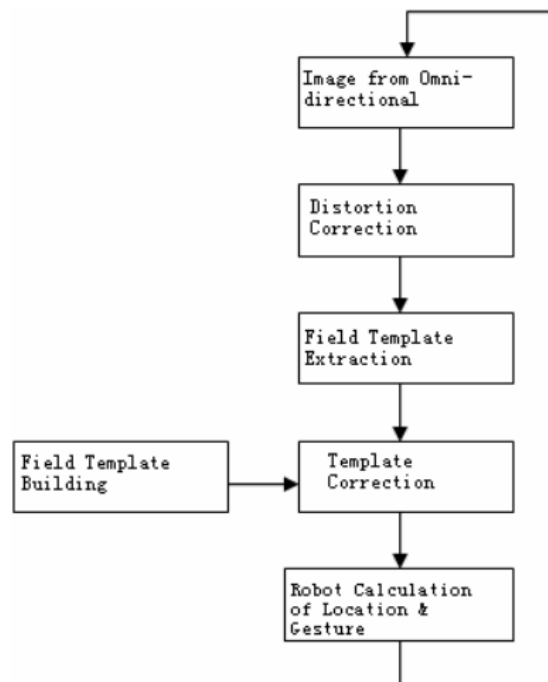 Image from Omni-
directional
Distortion
Correction
Field Template
Extraction
Field Template
Building
Template
Correction
Robot Calculation
of Location &
Gesture